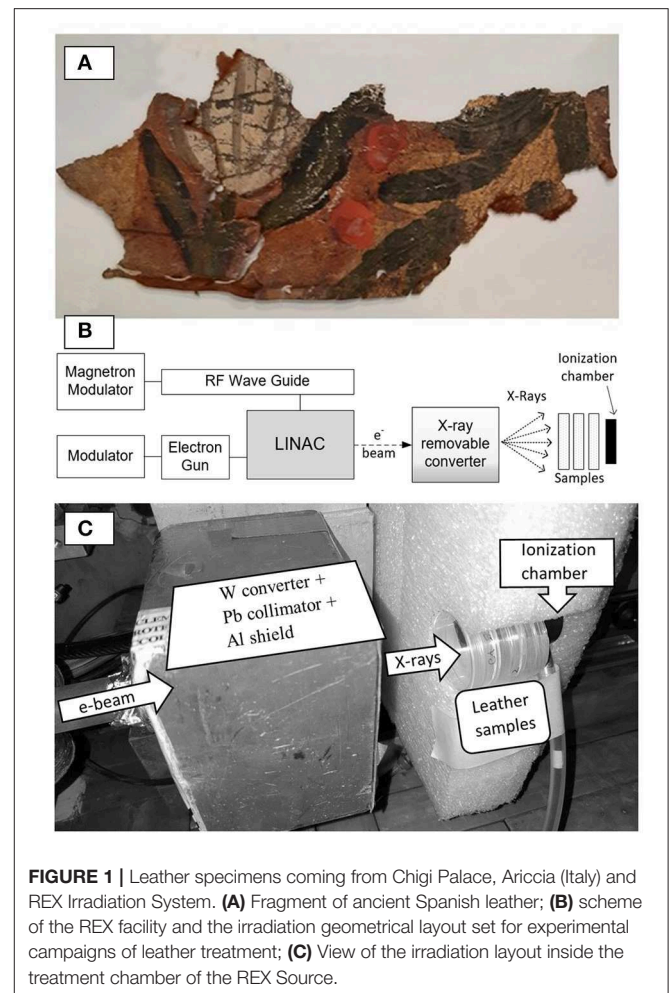 A
B
Magnetron
Modulator
RF Wave Guide
Modulator
Electron
Gun
LINAC
e-
beam
X-ray
removable
converter
X-Rays
Ionization
chamber
Samples
C
W converter +
Pb collimator +
Al shield
e-beam
X-rays
Ionization
chamber
Leather
samples
FIGURE 1 | Leather specimens coming from Chigi Palace, Ariccia (Italy) and
REX Irradiation System. (A) Fragment of ancient Spanish leather; (B) scheme
of the REX facility and the irradiation geometrical layout set for experimental
campaigns of leather treatment; (C) View of the irradiation layout inside the
treatment chamber of the REX Source.